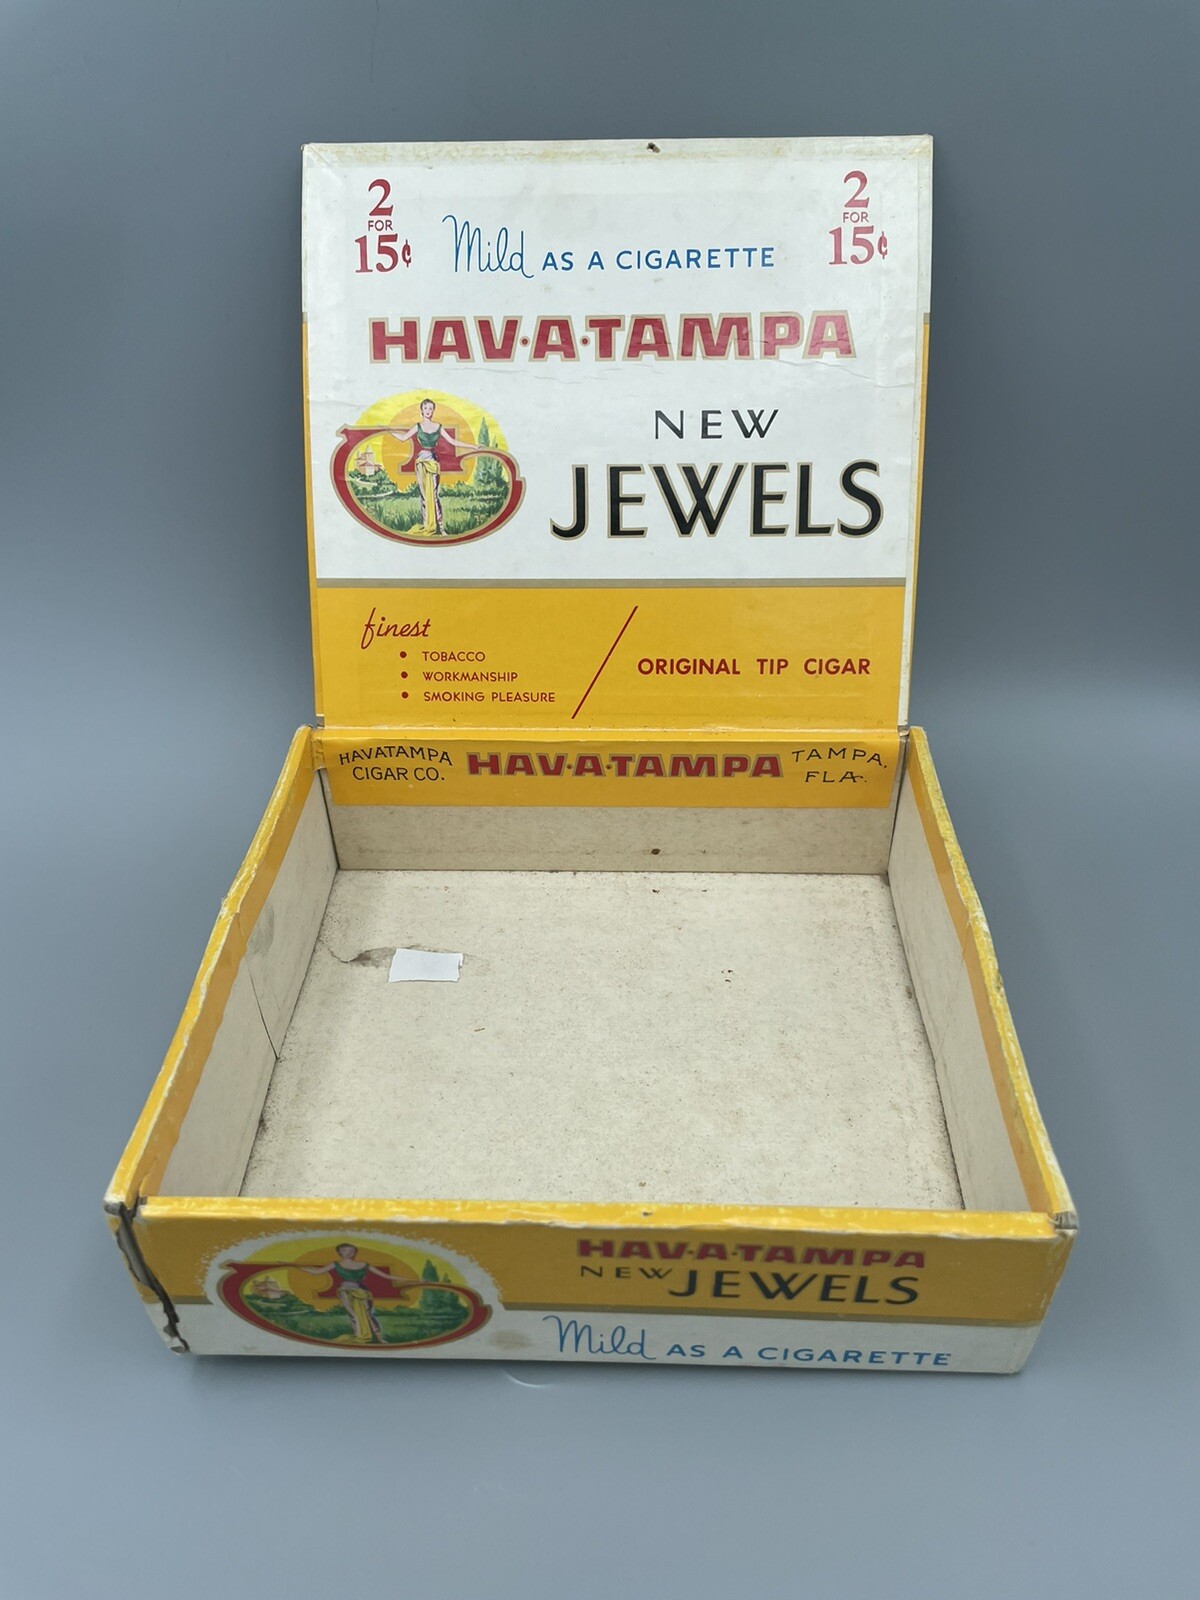 2 FOR 15¢
Mild AS A CIGARETTE
2 FOR 15¢
HAV·A·TAMPA
NEW
JEWELS
finest
• TOBACCO
• WORKMANSHIP
• SMOKING PLEASURE
ORIGINAL TIP CIGAR
HAVATAMPA
CIGAR CO.
HAV·A·TAMPA
TAMPA,
FLA.
HAV·A·TAMPA
NEW JEWELS
Mild AS A CIGARETTE